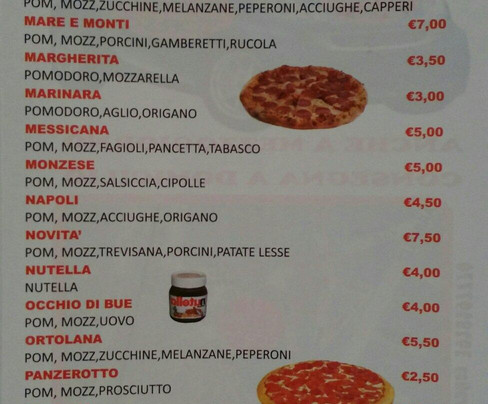 POM, MOZZ,ZUCCHINE,MELANZANE,PEPERONI,ACCIUGHE,CAPPERI
MARE E MONTI €7,00
POM, MOZZ,PORCINI,GAMBERETTI,RUCOLA
MARGHERITA €3,50
POMODORO,MOZZARELLA
MARINARA €3,00
POMODORO,AGLIO,ORIGANO
MESSICANA €5,00
POM, MOZZ,FAGIOLI,PANCETTA,TABASCO
MONZESE €5,00
POM, MOZZ,SALSICCIA,CIPOLLE
NAPOLI €4,50
POM, MOZZ,ACCIUGHE,ORIGANO
NOVITA' €7,50
POM, MOZZ,TREVISANA,PORCINI,PATATE LESSE
NUTELLA €4,00
NUTELLA
OCCHIO DI BUE €4,00
POM, MOZZ,UOVO
ORTOLANA €5,50
POM, MOZZ,ZUCCHINE,MELANZANE,PEPERONI
PANZEROTTO €2,50
POM, MOZZ,PROSCIUTTO